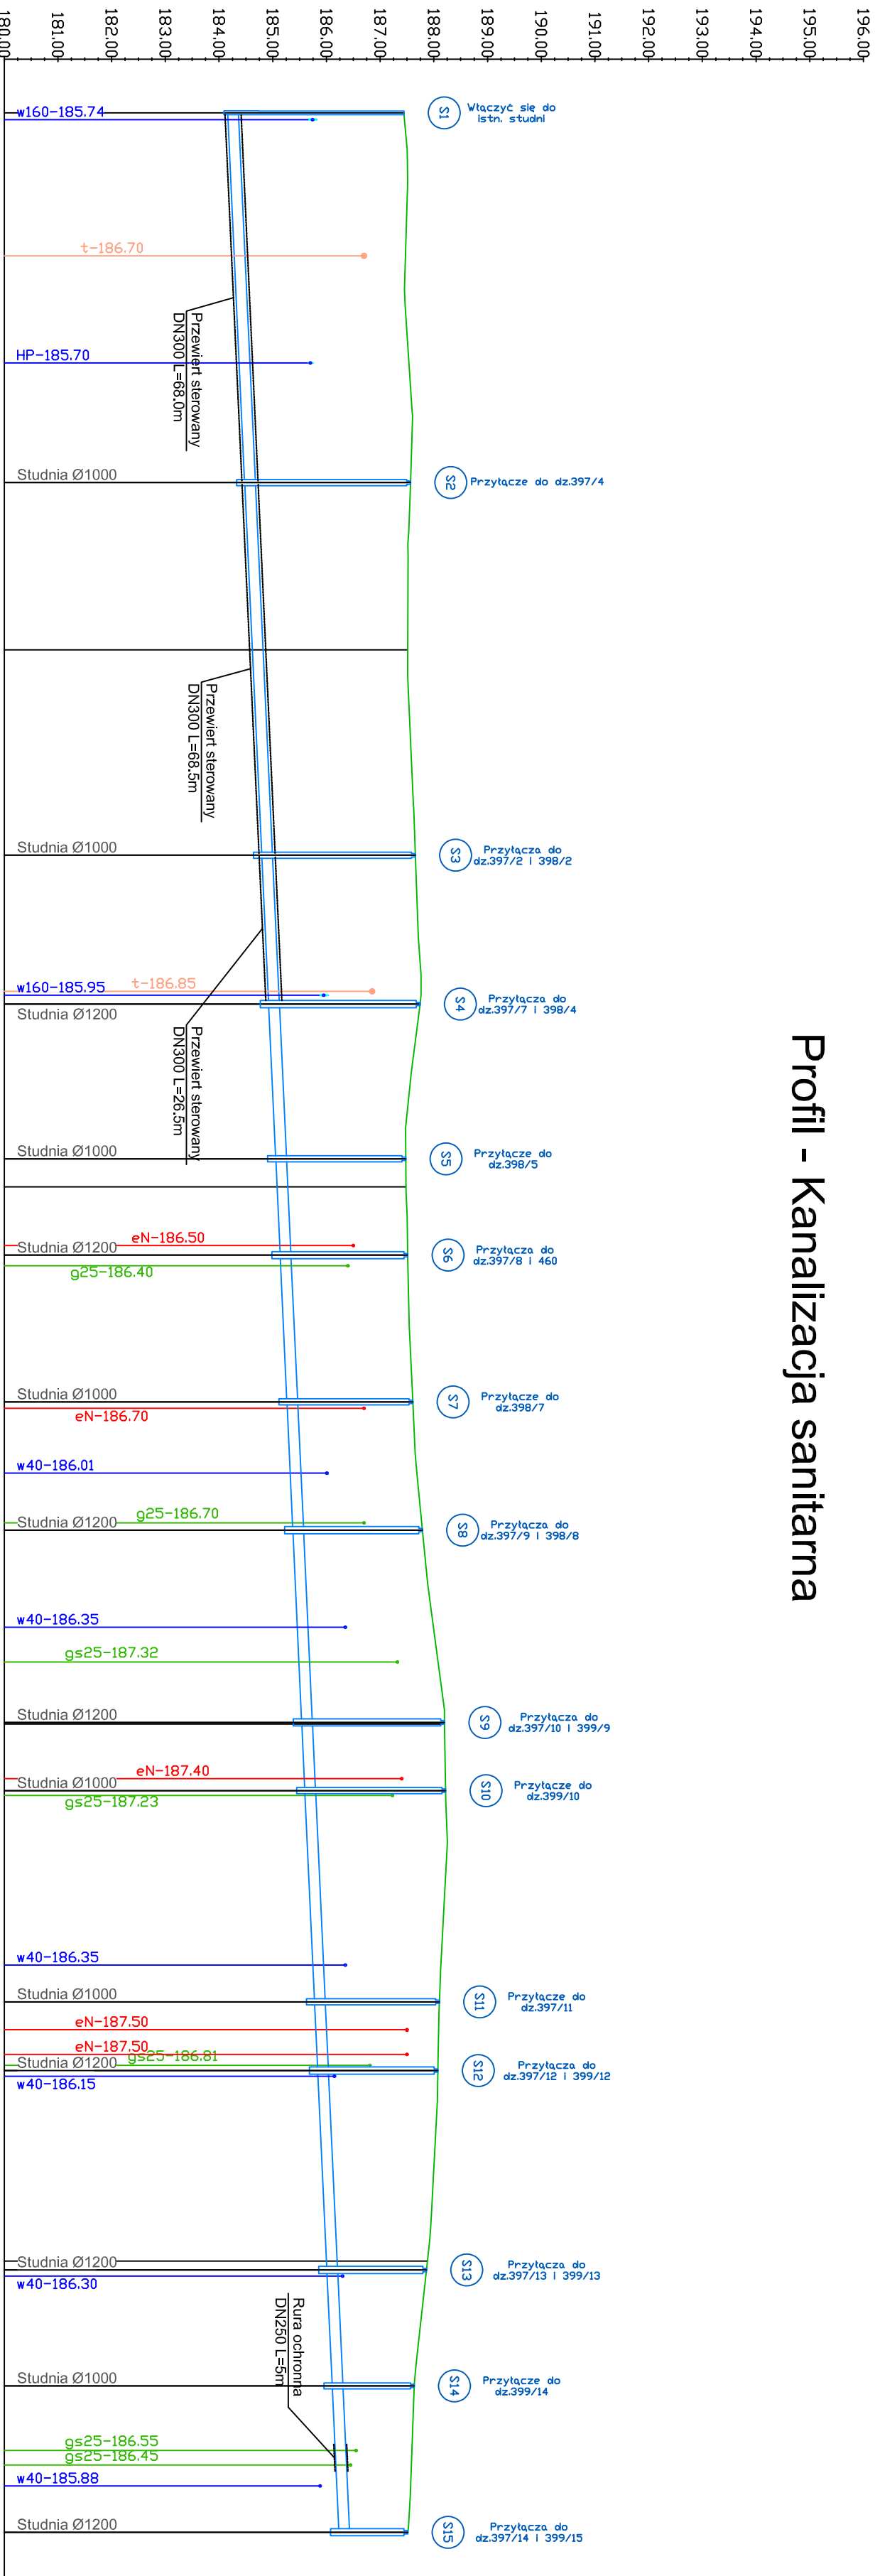 Profil - Kanalizacja sanitarna
196.00
195.00
194.00
193.00
192.00
191.00
190.00
189.00
188.00
187.00
186.00
185.00
184.00
183.00
182.00
181.00
180.00
S1
Włączyć się do
istn. studni
w160-185.74
t-186.70
Przewiert sterowany
DN300 L=68.0m
HP-185.70
S2
Przyłącze do dz.397/4
Studnia Ø1000
Przewiert sterowany
DN300 L=68.5m
S3
Przyłącza do
dz.397/2 i 398/2
Studnia Ø1000
t-186.85
w160-185.95
S4
Przyłącza do
dz.397/7 i 398/4
Studnia Ø1200
Przewiert sterowany
DN300 L=26.5m
S5
Przyłącze do
dz.398/5
Studnia Ø1000
eN-186.50
S6
Przyłącza do
dz.397/8 i 460
Studnia Ø1200
g25-186.40
S7
Przyłącze do
dz.398/7
Studnia Ø1000
eN-186.70
w40-186.01
g25-186.70
S8
Przyłącza do
dz.397/9 i 398/8
Studnia Ø1200
w40-186.35
gs25-187.32
S9
Przyłącza do
dz.397/10 i 399/9
Studnia Ø1200
eN-187.40
S10
Przyłącze do
dz.399/10
Studnia Ø1000
gs25-187.23
w40-186.35
S11
Przyłącze do
dz.397/11
Studnia Ø1000
eN-187.50
eN-187.50
gs25-186.81
S12
Przyłącza do
dz.397/12 i 399/12
Studnia Ø1200
w40-186.15
S13
Przyłącza do
dz.397/13 i 399/13
Studnia Ø1200
w40-186.30
Rura ochronna
DN250 L=5m
S14
Przyłącze do
dz.399/14
Studnia Ø1000
gs25-186.55
gs25-186.45
w40-185.88
S15
Przyłącza do
dz.397/14 i 399/15
Studnia Ø1200